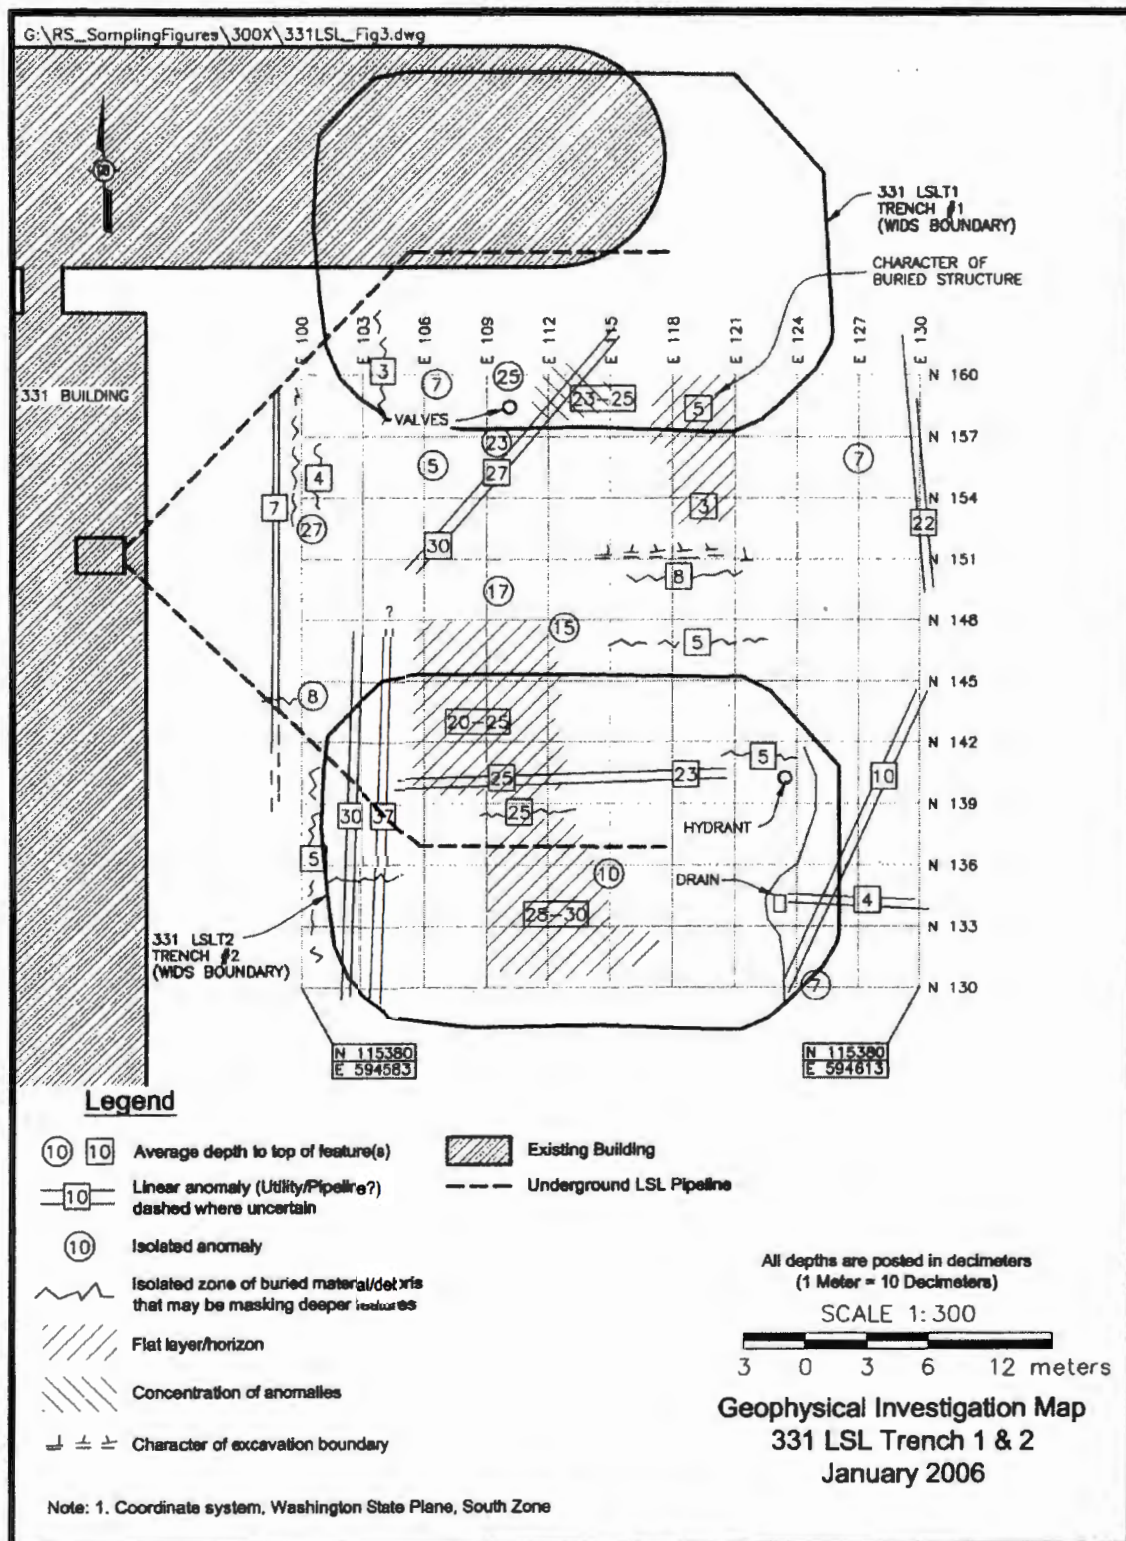 G:\RS_SamplingFigures\300X\331LSL_Fig3.dwg
331 LSLT1
TRENCH #1
(WIDS BOUNDARY)
CHARACTER OF
BURIED STRUCTURE
E 100
E 103
E 106
E 109
E 112
E 115
E 118
E 121
E 124
E 127
E 130
331 BUILDING
3
7
25
23-25
5
N 160
VALVES
23
N 157
5
27
7
4
7
3
N 154
27
22
30
N 151
8
17
15
N 148
?
5
8
N 145
20-25
5
N 142
25
23
10
30
37
25
N 139
HYDRANT
5
10
N 136
DRAIN
4
28-30
N 133
331 LSLT2
TRENCH #2
(WIDS BOUNDARY)
7
N 130
N 115380
E 594583
N 115380
E 594613
Legend
10 10 Average depth to top of feature(s)
10 Linear anomaly (Utility/Pipeline?)
dashed where uncertain
10 Isolated anomaly
Isolated zone of buried material/debris
that may be masking deeper features
Flat layer/horizon
Concentration of anomalies
Character of excavation boundary
Existing Building
Underground LSL Pipeline
Note: 1. Coordinate system, Washington State Plane, South Zone
All depths are posted in decimeters
(1 Meter = 10 Decimeters)
SCALE 1:300
3 0 3 6 12 meters
Geophysical Investigation Map
331 LSL Trench 1 & 2
January 2006